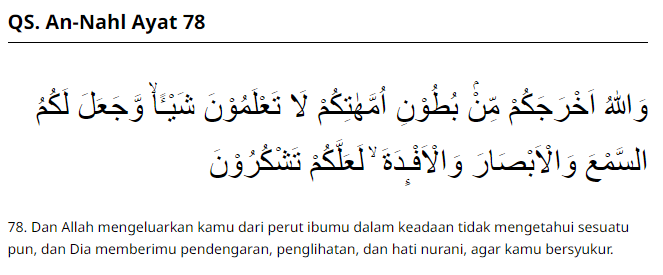 QS. An-Nahl Ayat 78
وَاللّٰهُ اَخْرَجَكُمْ مِّنْۢ بُطُوْنِ اُمَّهٰتِكُمْ لَا تَعْلَمُوْنَ شَيْـًٔاۙ وَّجَعَلَ لَكُمُ
السَّمْعَ وَالْاَبْصَارَ وَالْاَفْـِٕدَةَ ۙ لَعَلَّكُمْ تَشْكُرُوْنَ
78. Dan Allah mengeluarkan kamu dari perut ibumu dalam keadaan tidak mengetahui sesuatu
pun, dan Dia memberimu pendengaran, penglihatan, dan hati nurani, agar kamu bersyukur.